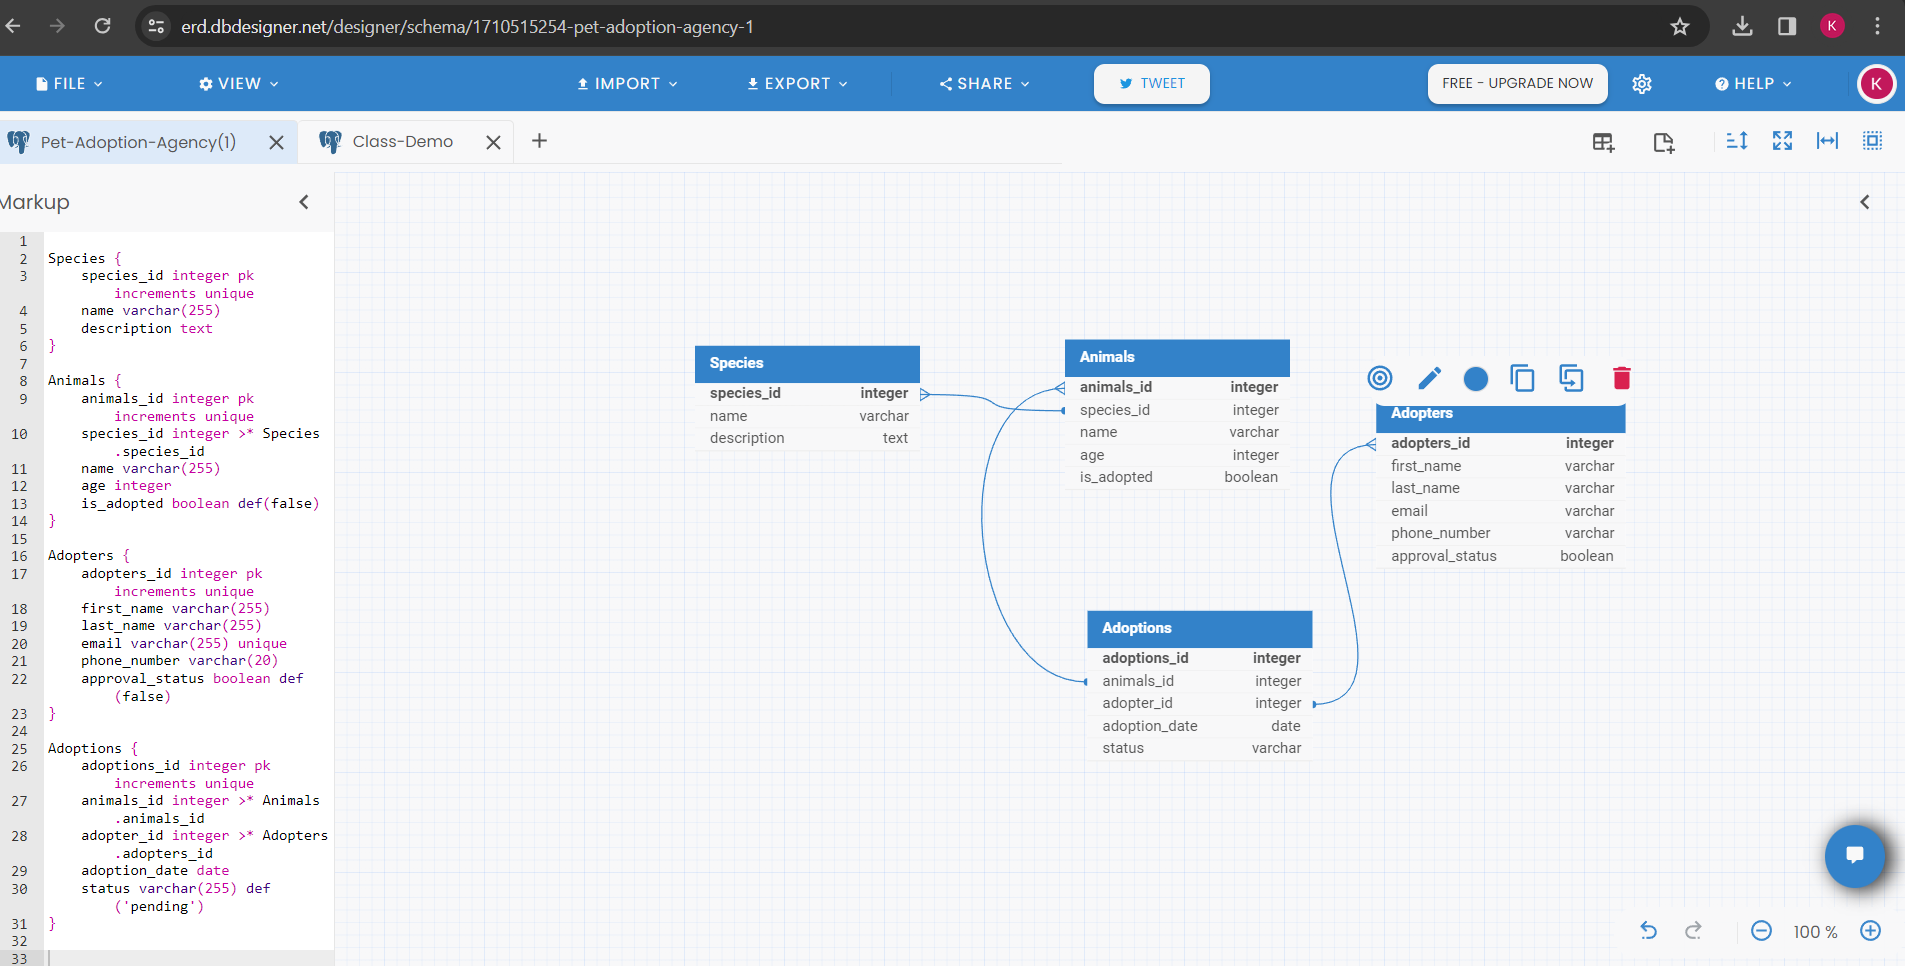 erd.dbdesigner.net/designer/schema/1710515254-pet-adoption-agency-1
K
FILE
VIEW
IMPORT
EXPORT
SHARE
TWEET
FREE - UPGRADE NOW
HELP
K
Pet-Adoption-Agency(1)
Class-Demo
Markup
1
2 Species {
3 species_id integer pk
increments unique
4 name varchar(255)
5 description text
6 }
7
8 Animals {
9 animals_id integer pk
increments unique
10 species_id integer >* Species
.species_id
11 name varchar(255)
12 age integer
13 is_adopted boolean def(false)
14 }
15
16 Adopters {
17 adopters_id integer pk
increments unique
18 first_name varchar(255)
19 last_name varchar(255)
20 email varchar(255) unique
21 phone_number varchar(20)
22 approval_status boolean def
(false)
23 }
24
25 Adoptions {
26 adoptions_id integer pk
increments unique
27 animals_id integer >* Animals
.animals_id
28 adopter_id integer >* Adopters
.adopters_id
29 adoption_date date
30 status varchar(255) def
('pending')
31 }
32
33
Species
species_id integer
name varchar
description text
Animals
animals_id integer
species_id integer
name varchar
age integer
is_adopted boolean
Adopters
adopters_id integer
first_name varchar
last_name varchar
email varchar
phone_number varchar
approval_status boolean
Adoptions
adoptions_id integer
animals_id integer
adopter_id integer
adoption_date date
status varchar
100 %